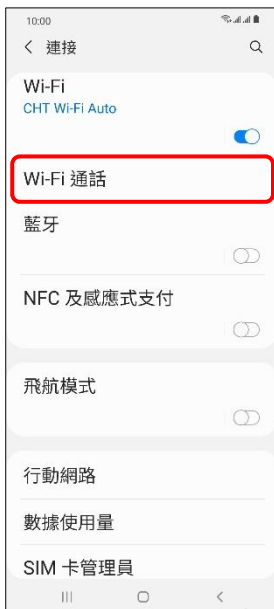 10:00
連接
Wi-Fi
CHT Wi-Fi Auto
Wi-Fi 通話
藍牙
NFC 及感應式支付
飛航模式
行動網路
數據使用量
SIM 卡管理員